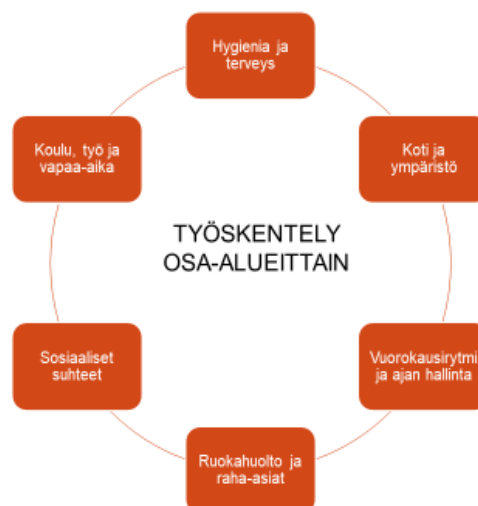 Hygienia ja
terveys
Koti ja
ympäristö
Vuorokausirytmi
ja ajan hallinta
Ruokahuolto ja
raha-asiat
Sosiaaliset
suhteet
Koulu, työ ja
vapaa-aika
TYÖSKENTELY
OSA-ALUEITTAIN